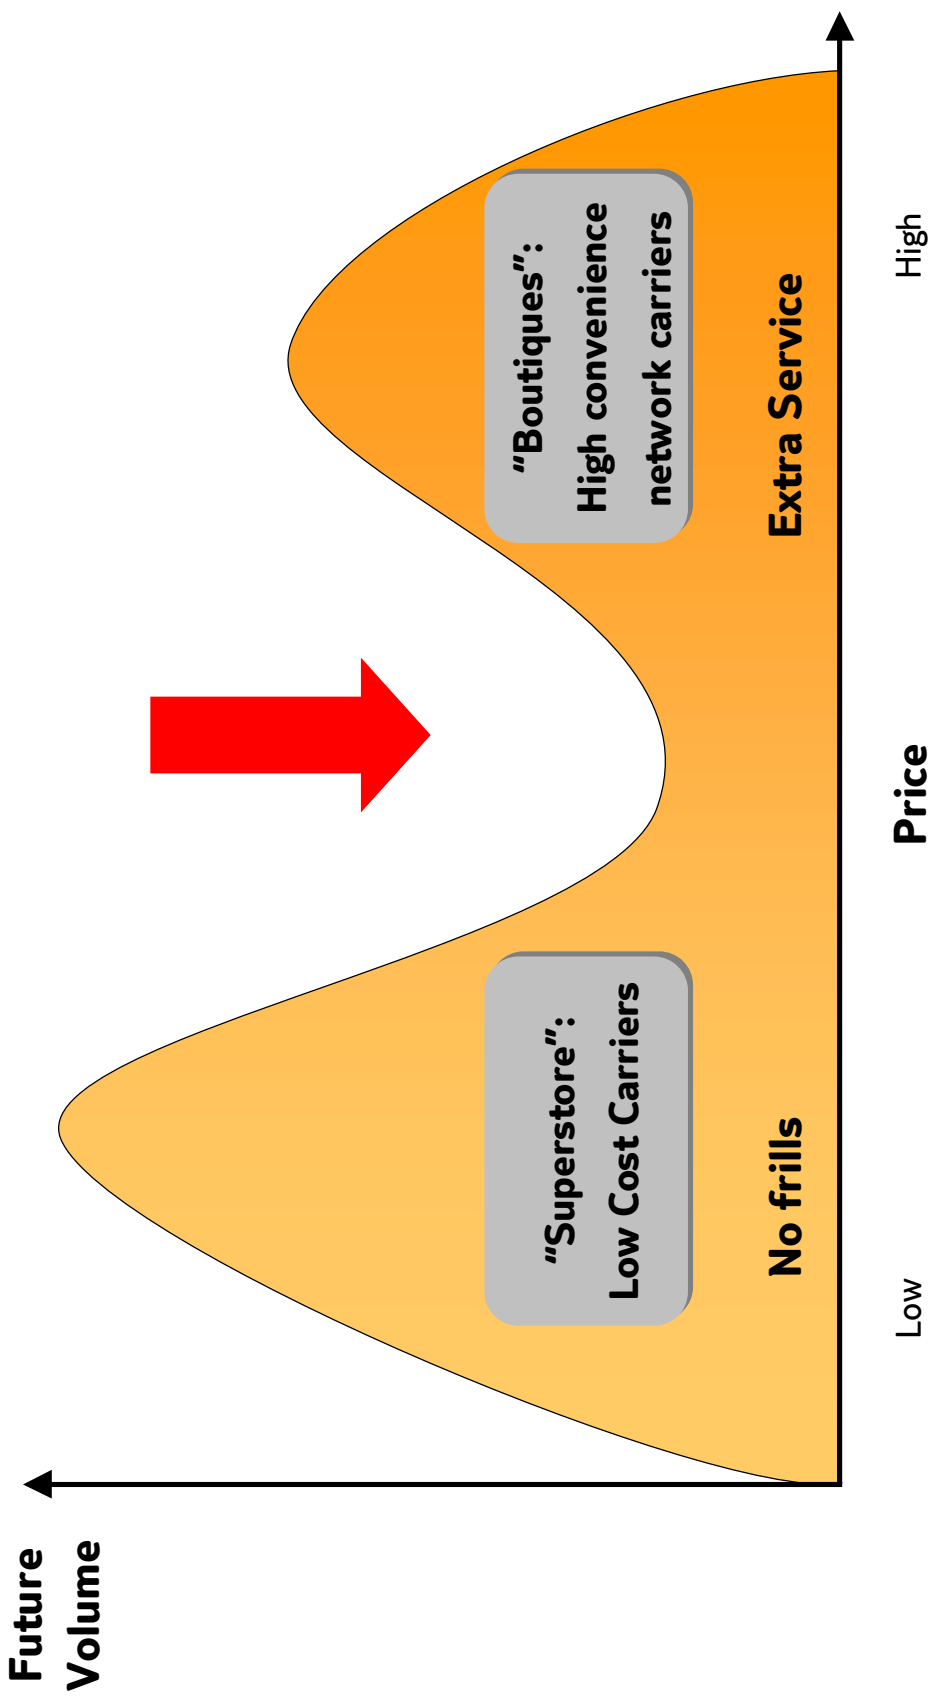 Future
Volume
“Superstore”:
Low Cost Carriers
“Boutiques”:
High convenience
network carriers
No frills
Extra Service
Low
Price
High